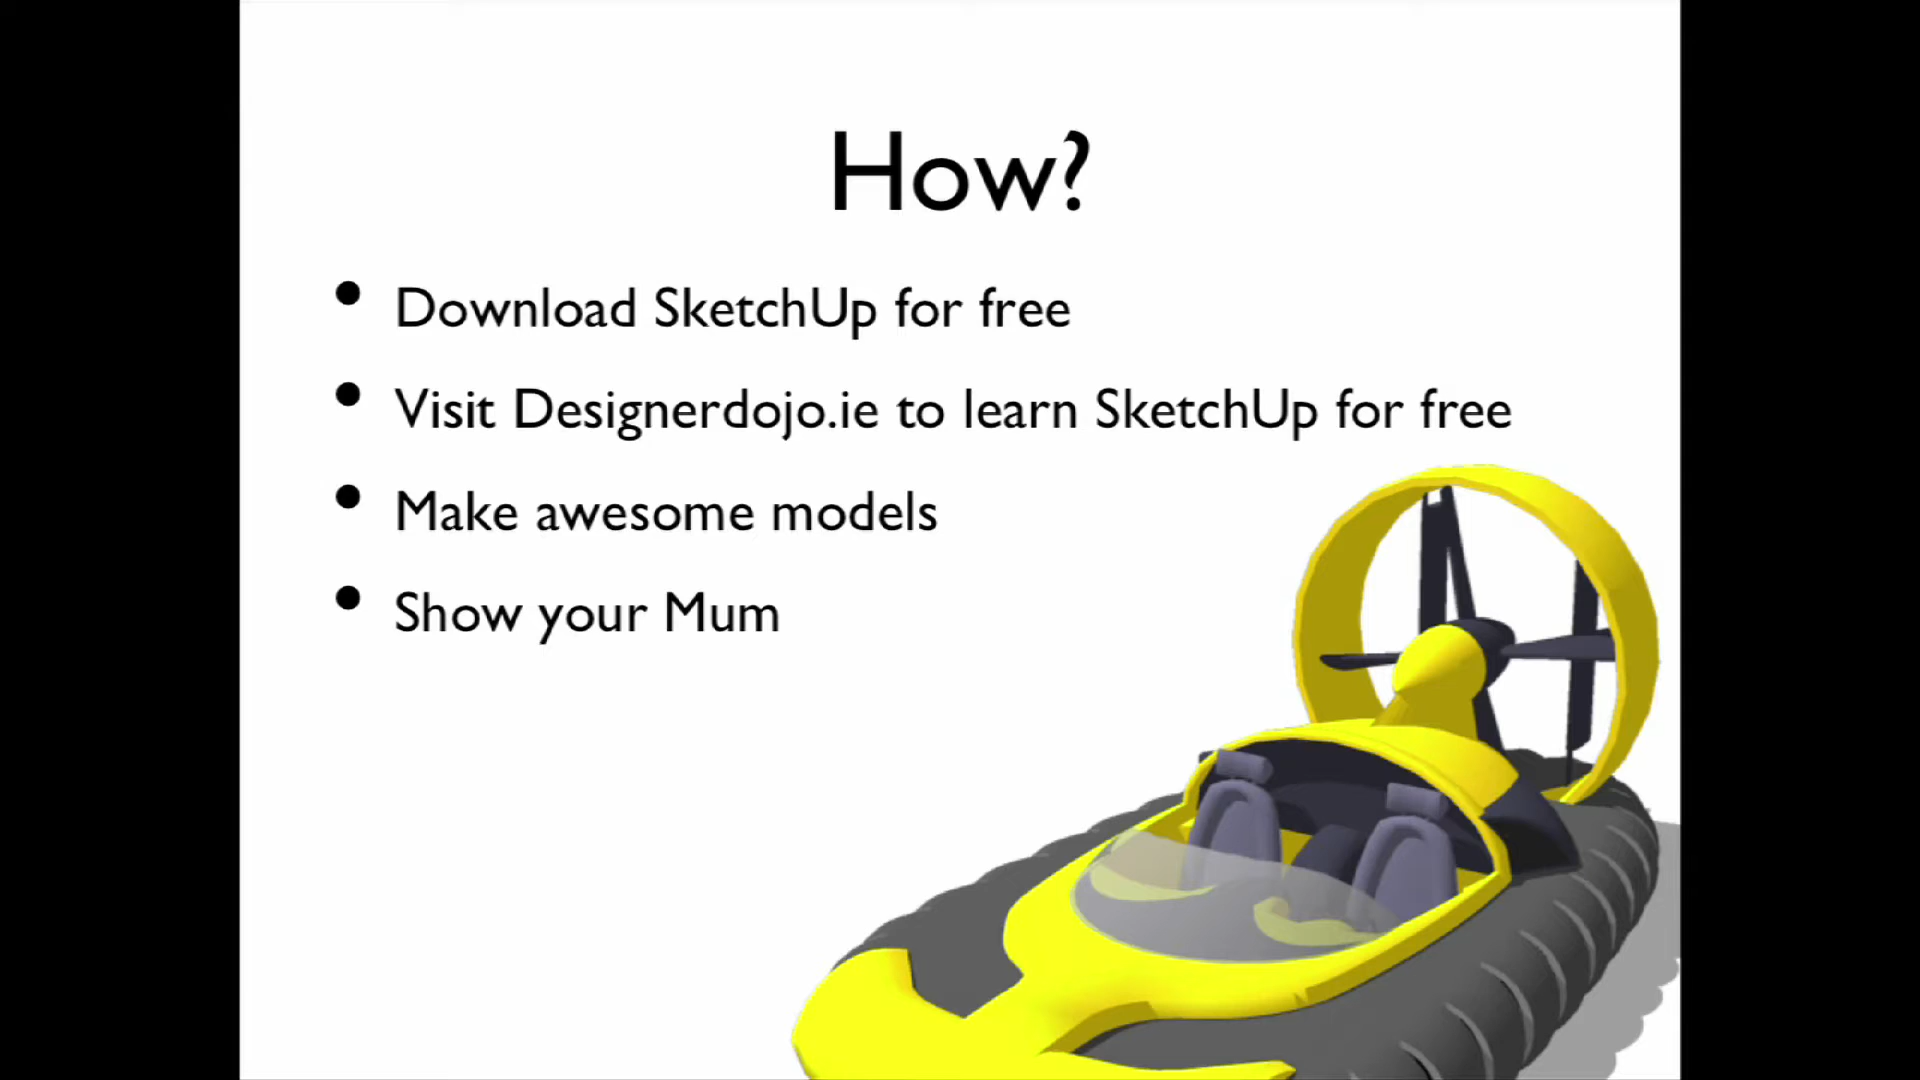 How?
• Download SketchUp for free
• Visit Designerdojo.ie to learn SketchUp for free
• Make awesome models
• Show your Mum